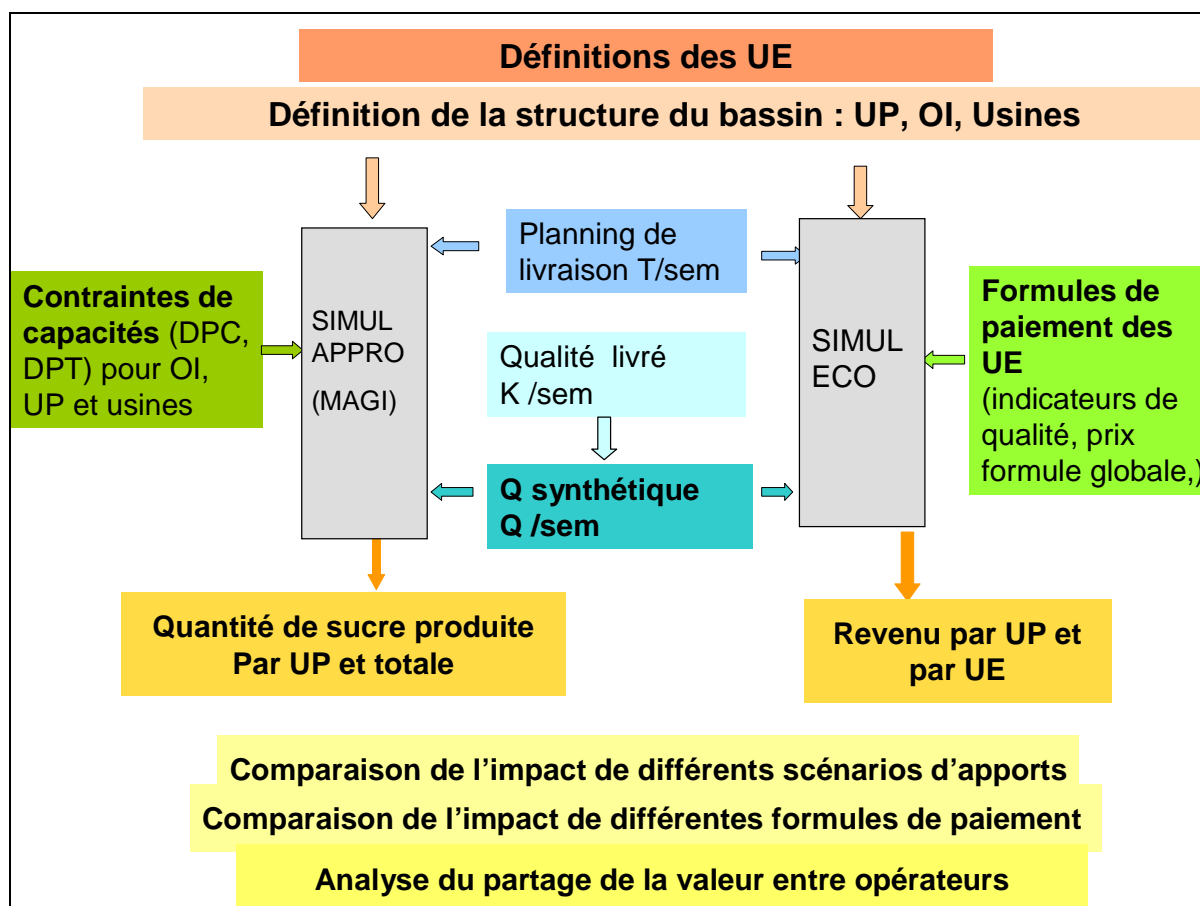 Définitions des UE
Définition de la structure du bassin : UP, OI, Usines
Contraintes de
capacités (DPC,
DPT) pour OI,
UP et usines
SIMUL
APPRO
(MAGI)
Planning de
livraison T/sem
Qualité livré
K /sem
Q synthétique
Q /sem
SIMUL
ECO
Formules de
paiement des
UE
(indicateurs de
qualité, prix
formule globale,)
Quantité de sucre produite
Par UP et totale
Revenu par UP et
par UE
Comparaison de l’impact de différents scénarios d’apports
Comparaison de l’impact de différentes formules de paiement
Analyse du partage de la valeur entre opérateurs